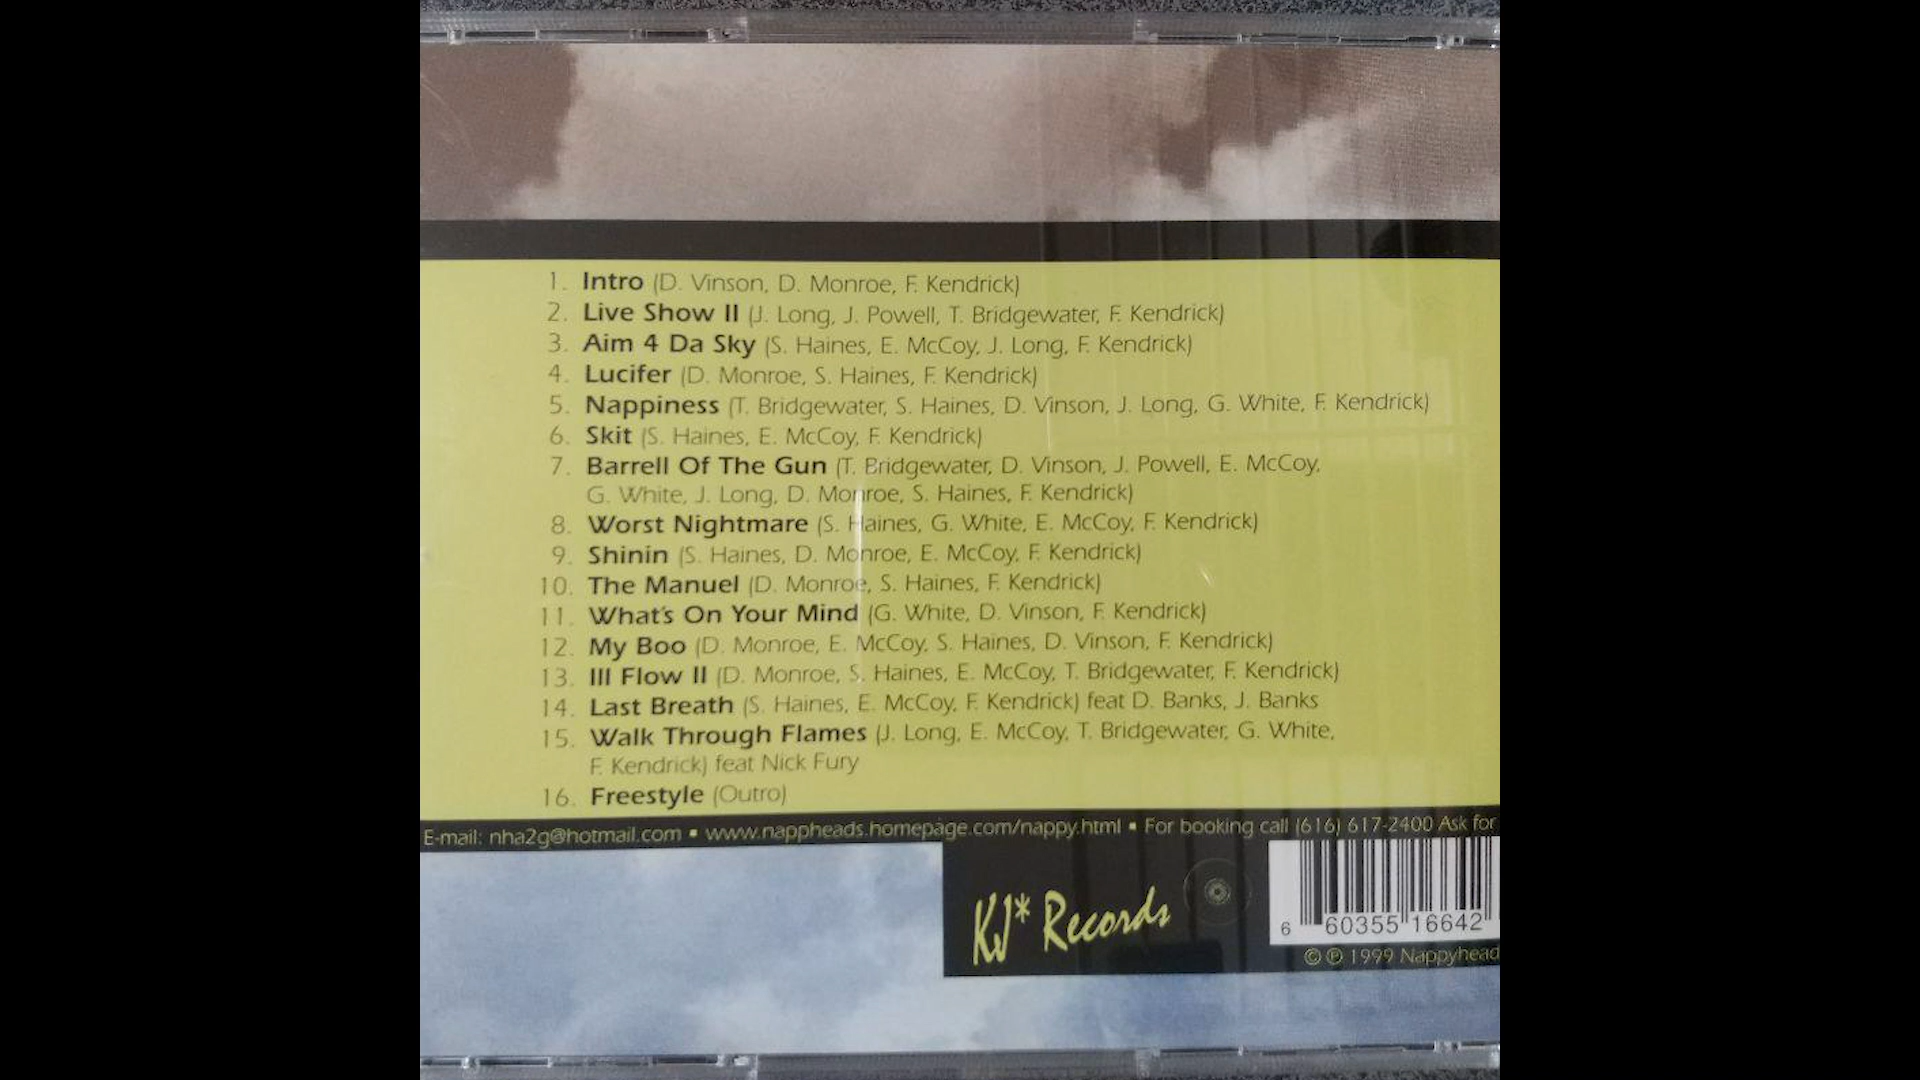 1. Intro (D. Vinson, D. Monroe, F. Kendrick)
2. Live Show II (J. Long, J. Powell, T. Bridgewater, F. Kendrick)
3. Aim 4 Da Sky (S. Haines, E. McCoy, J. Long, F. Kendrick)
4. Lucifer (D. Monroe, S. Haines, F. Kendrick)
5. Nappiness (T. Bridgewater, S. Haines, D. Vinson, J. Long, G. White, F. Kendrick)
6. Skit (S. Haines, E. McCoy, F. Kendrick)
7. Barrell Of The Gun (T. Bridgewater, D. Vinson, J. Powell, E. McCoy,
G. White, J. Long, D. Monroe, S. Haines, F. Kendrick)
8. Worst Nightmare (S. Haines, G. White, E. McCoy, F. Kendrick)
9. Shinin (S. Haines, D. Monroe, E. McCoy, F. Kendrick)
10. The Manuel (D. Monroe, S. Haines, F. Kendrick)
11. What's On Your Mind (G. White, D. Vinson, F. Kendrick)
12. My Boo (D. Monroe, E. McCoy, S. Haines, D. Vinson, F. Kendrick)
13. Ill Flow II (D. Monroe, S. Haines, E. McCoy, T. Bridgewater, F. Kendrick)
14. Last Breath (S. Haines, E. McCoy, F. Kendrick) feat D. Banks, J. Banks
15. Walk Through Flames (J. Long, E. McCoy, T. Bridgewater, G. White,
F. Kendrick) feat Nick Fury
16. Freestyle (Outro)
E-mail: nha2g@hotmail.com ▪ www.nappheads.homepage.com/nappy.html ▪ For booking call (616) 617-2400 Ask for
KJ* Records
6 60355 16642
© ℗ 1999 Nappyhead